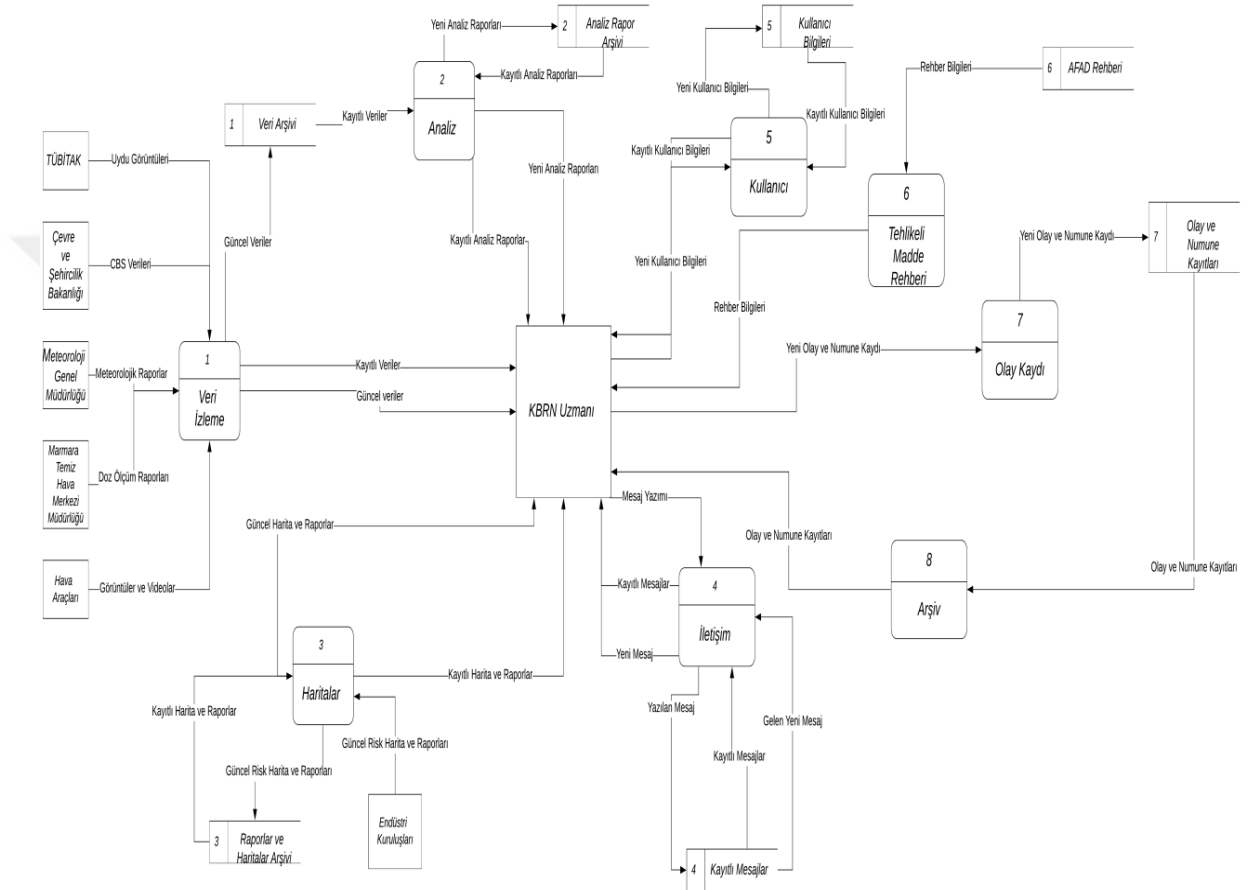 Yeni Analiz Raporları
2
Analiz Rapor
Arşivi
5
Kullanıcı
Bilgileri
Rehber Bilgileri
6
AFAD Rehberi
2
Analiz
Kayıtlı Analiz Raporları
Yeni Kullanıcı Bilgileri
1
Veri Arşivi
Kayıtlı Veriler
Kayıtlı Kullanıcı Bilgileri
5
Kullanıcı
Kayıtlı Kullanıcı Bilgileri
TÜBİTAK
Uydu Görüntüleri
Yeni Analiz Raporları
6
Tehlikeli
Madde
Rehberi
7
Olay ve
Numune
Kayıtları
Yeni Olay ve Numune Kaydı
Çevre
ve
Şehircilik
Bakanlığı
CBS Verileri
Güncel Veriler
Kayıtlı Analiz Raporlar
Yeni Kullanıcı Bilgileri
Rehber Bilgileri
7
Olay Kaydı
Meteoroloji
Genel
Müdürlüğü
Meteorolojik Raporlar
1
Veri
İzleme
Kayıtlı Veriler
Güncel veriler
KBRN Uzmanı
Yeni Olay ve Numune Kaydı
Marmara
Temiz
Hava
Merkezi
Müdürlüğü
Doz Ölçüm Raporları
Mesaj Yazımı
Güncel Harita ve Raporlar
Olay ve Numune Kayıtları
8
Arşiv
Olay ve Numune Kayıtları
Hava
Araçları
Görüntüler ve Videolar
Kayıtlı Mesajlar
4
İletişim
Yeni Mesaj
3
Haritalar
Kayıtlı Harita ve Raporlar
Kayıtlı Harita ve Raporlar
Yazılan Mesaj
Gelen Yeni Mesaj
Güncel Risk Harita ve Raporları
Kayıtlı Mesajlar
Güncel Risk Harita ve Raporları
3
Raporlar ve
Haritalar Arşivi
Endüstri
Kuruluşları
4
Kayıtlı Mesajlar